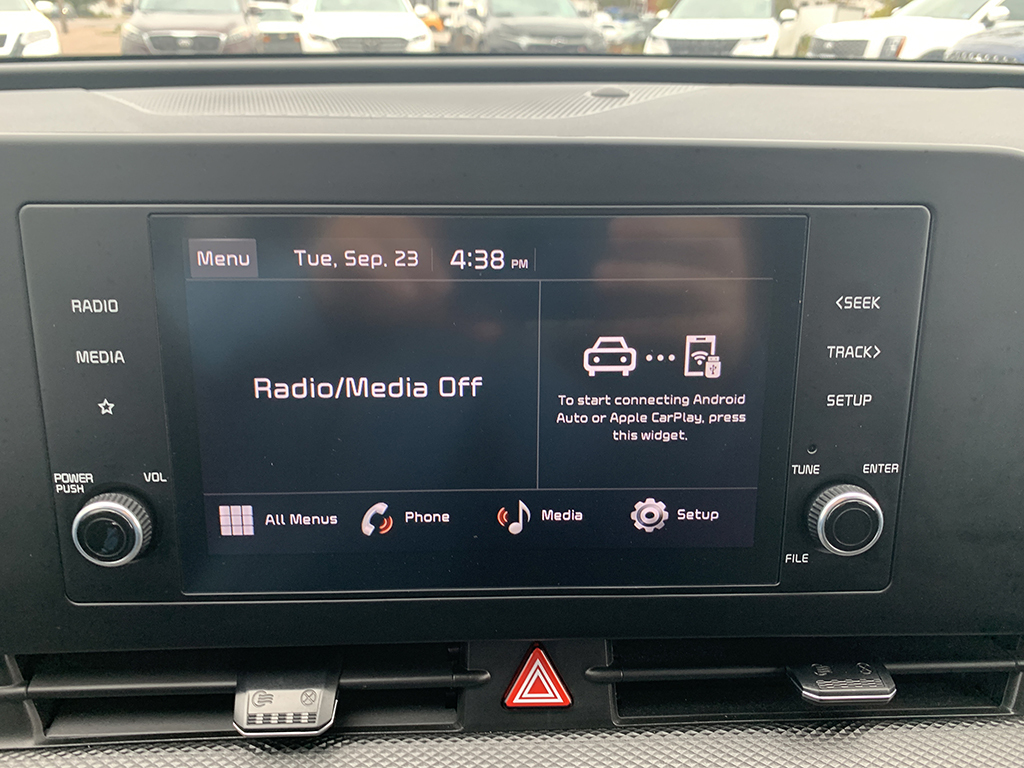 Menu
Tue, Sep. 23
4:38 PM
RADIO
MEDIA
POWER
PUSH
VOL
Radio/Media Off
To start connecting Android
Auto or Apple CarPlay, press
this widget.
All Menus
Phone
Media
Setup
<SEEK
TRACK>
SETUP
TUNE
ENTER
FILE